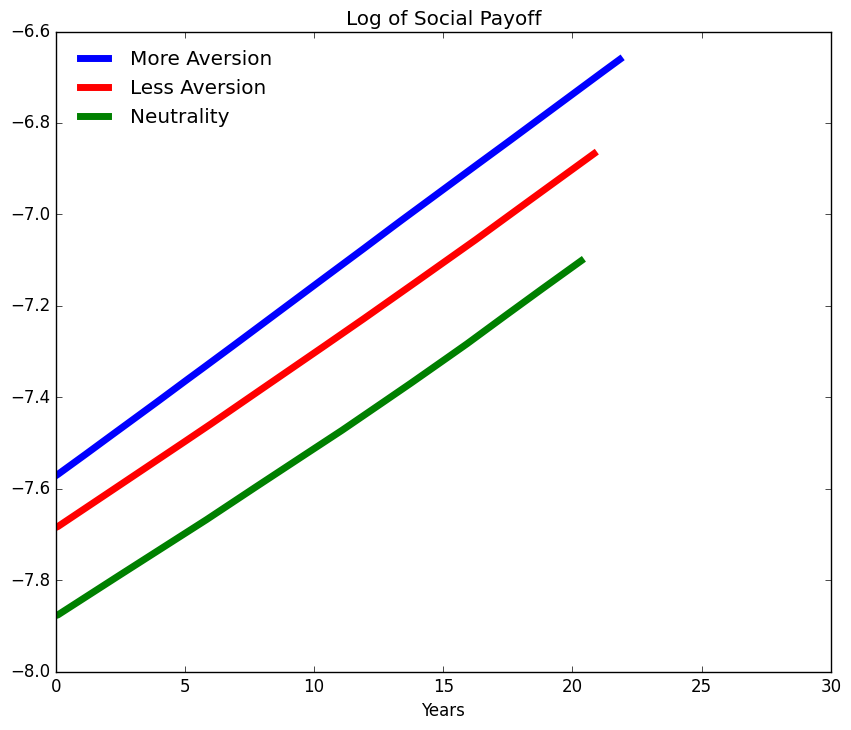 Log of Social Payoff
−6.6
−6.8
−7.0
−7.2
−7.4
−7.6
−7.8
−8.0
More Aversion
Less Aversion
Neutrality
0 5 10 15 20 25 30
Years